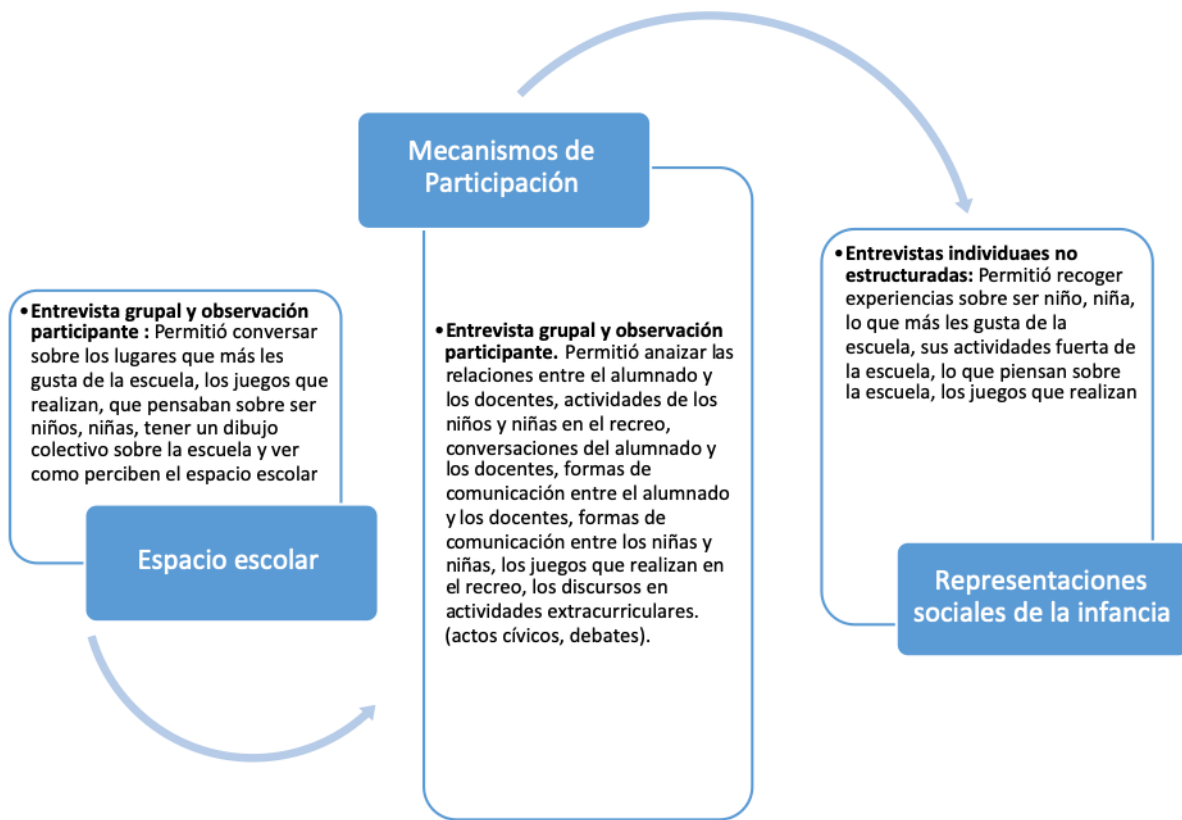 •Entrevista grupal y observación
participante : Permitió conversar
sobre los lugares que más les
gusta de la escuela, los juegos que
realizan, que pensaban sobre ser
niños, niñas, tener un dibujo
colectivo sobre la escuela y ver
como perciben el espacio escolar
Espacio escolar
Mecanismos de
Participación
•Entrevista grupal y observación
participante. Permitió anaizar las
relaciones entre el alumnado y
los docentes, actividades de los
niños y niñas en el recreo,
conversaciones del alumnado y
los docentes, formas de
comunicación entre el alumnado
y los docentes, formas de
comunicación entre los niñas y
niñas, los juegos que realizan en
el recreo, los discursos en
actividades extracurriculares.
(actos cívicos, debates).
•Entrevistas individuaes no
estructuradas: Permitió recoger
experiencias sobre ser niño, niña,
lo que más les gusta de la
escuela, sus actividades fuerta de
la escuela, lo que piensan sobre
la escuela, los juegos que realizan
Representaciones
sociales de la infancia